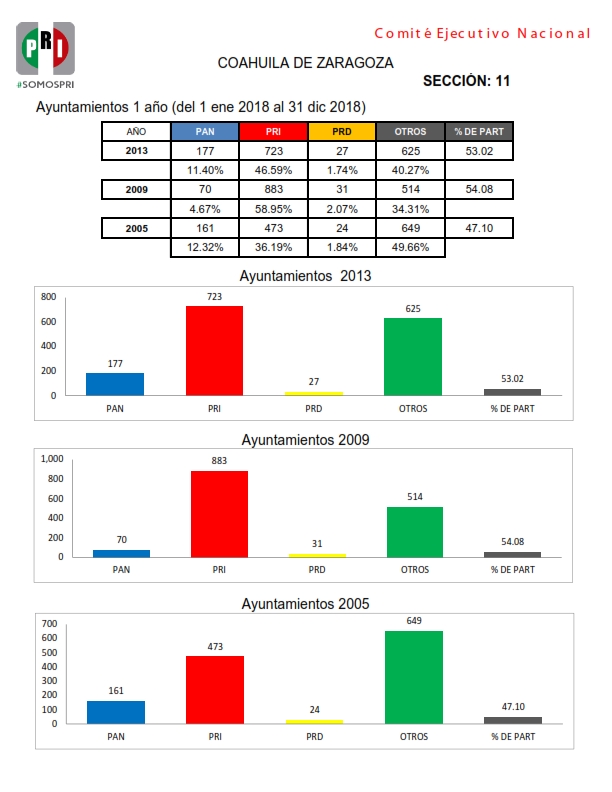 Comité Ejecutivo Nacional
PRI
#SOMOSPRI
COAHUILA DE ZARAGOZA
SECCIÓN: 11
Ayuntamientos 1 año (del 1 ene 2018 al 31 dic 2018)
AÑO PAN PRI PRD OTROS % DE PART
2013 177 723 27 625 53.02
11.40% 46.59% 1.74% 40.27%
2009 70 883 31 514 54.08
4.67% 58.95% 2.07% 34.31%
2005 161 473 24 649 47.10
12.32% 36.19% 1.84% 49.66%
Ayuntamientos 2013
800
600
400
200
0
177
723
27
625
53.02
PAN PRI PRD OTROS % DE PART
Ayuntamientos 2009
1,000
800
600
400
200
0
70
883
31
514
54.08
PAN PRI PRD OTROS % DE PART
Ayuntamientos 2005
700
600
500
400
300
200
100
0
161
473
24
649
47.10
PAN PRI PRD OTROS % DE PART